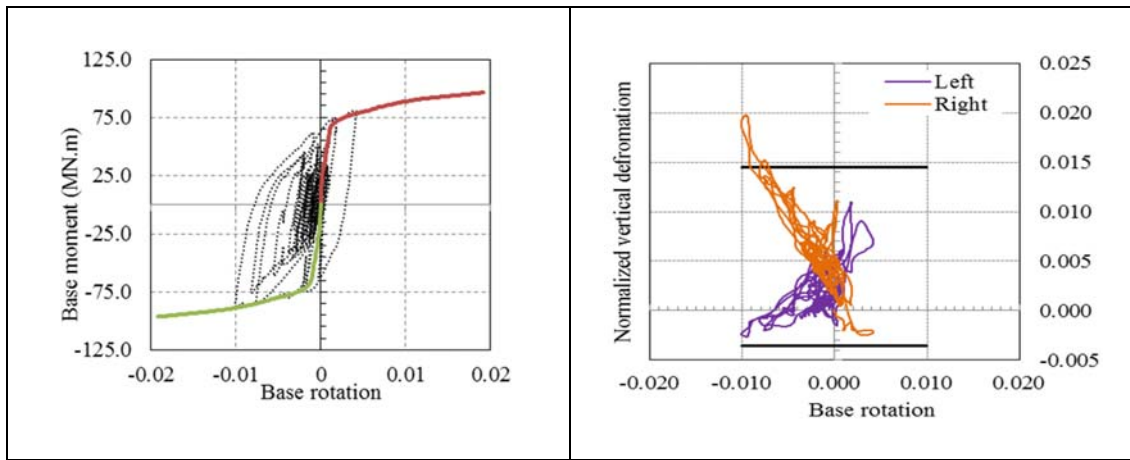 125.0
75.0
25.0
-25.0
-75.0
-125.0
Base moment (MN.m)
-0.02 -0.01 0 0.01 0.02
Base rotation
Left
Right
0.025
0.020
0.015
0.010
0.005
0.000
-0.005
Normalized vertical defromatiom
-0.020 -0.010 0.000 0.010 0.020
Base rotation